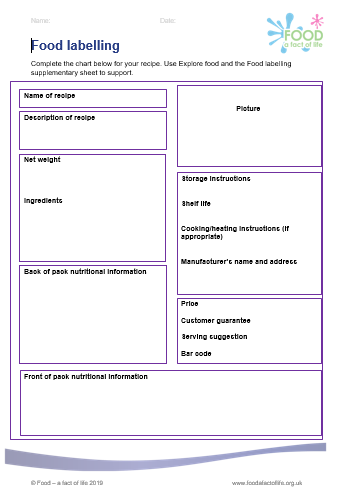 Name: Date:
FOOD
a fact of life
Food labelling
Complete the chart below for your recipe. Use Explore food and the Food labelling
supplementary sheet to support.
Name of recipe
Description of recipe
Net weight
Ingredients
Back of pack nutritional information
Picture
Storage instructions
Shelf life
Cooking/heating instructions (if
appropriate)
Manufacturer's name and address
Price
Customer guarantee
Serving suggestion
Bar code
Front of pack nutritional information
© Food – a fact of life 2019 www.foodafactoflife.org.uk